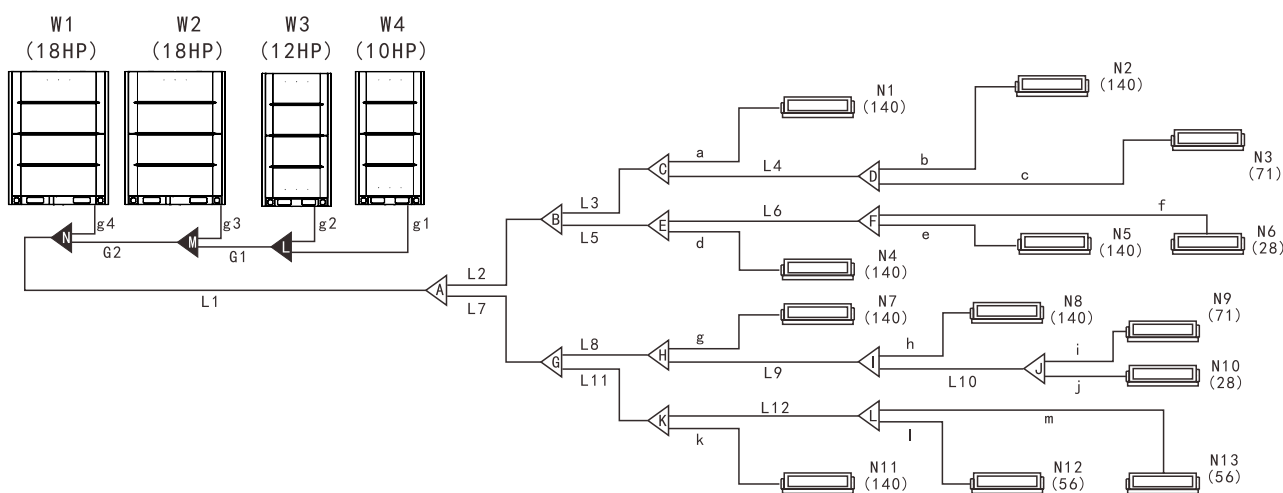 W1
(18HP)
W2
(18HP)
W3
(12HP)
W4
(10HP)
g4
g3
g2
g1
N
M
L
G2
G1
L1
A
L2
L7
B
L3
L5
C
a
L4
D
b
c
N1
(140)
N2
(140)
N3
(71)
E
L6
d
F
f
e
N4
(140)
N5
(140)
N6
(28)
G
L8
L11
H
g
L9
I
h
L10
J
i
j
N7
(140)
N8
(140)
N9
(71)
N10
(28)
K
L12
k
L
m
l
N11
(140)
N12
(56)
N13
(56)